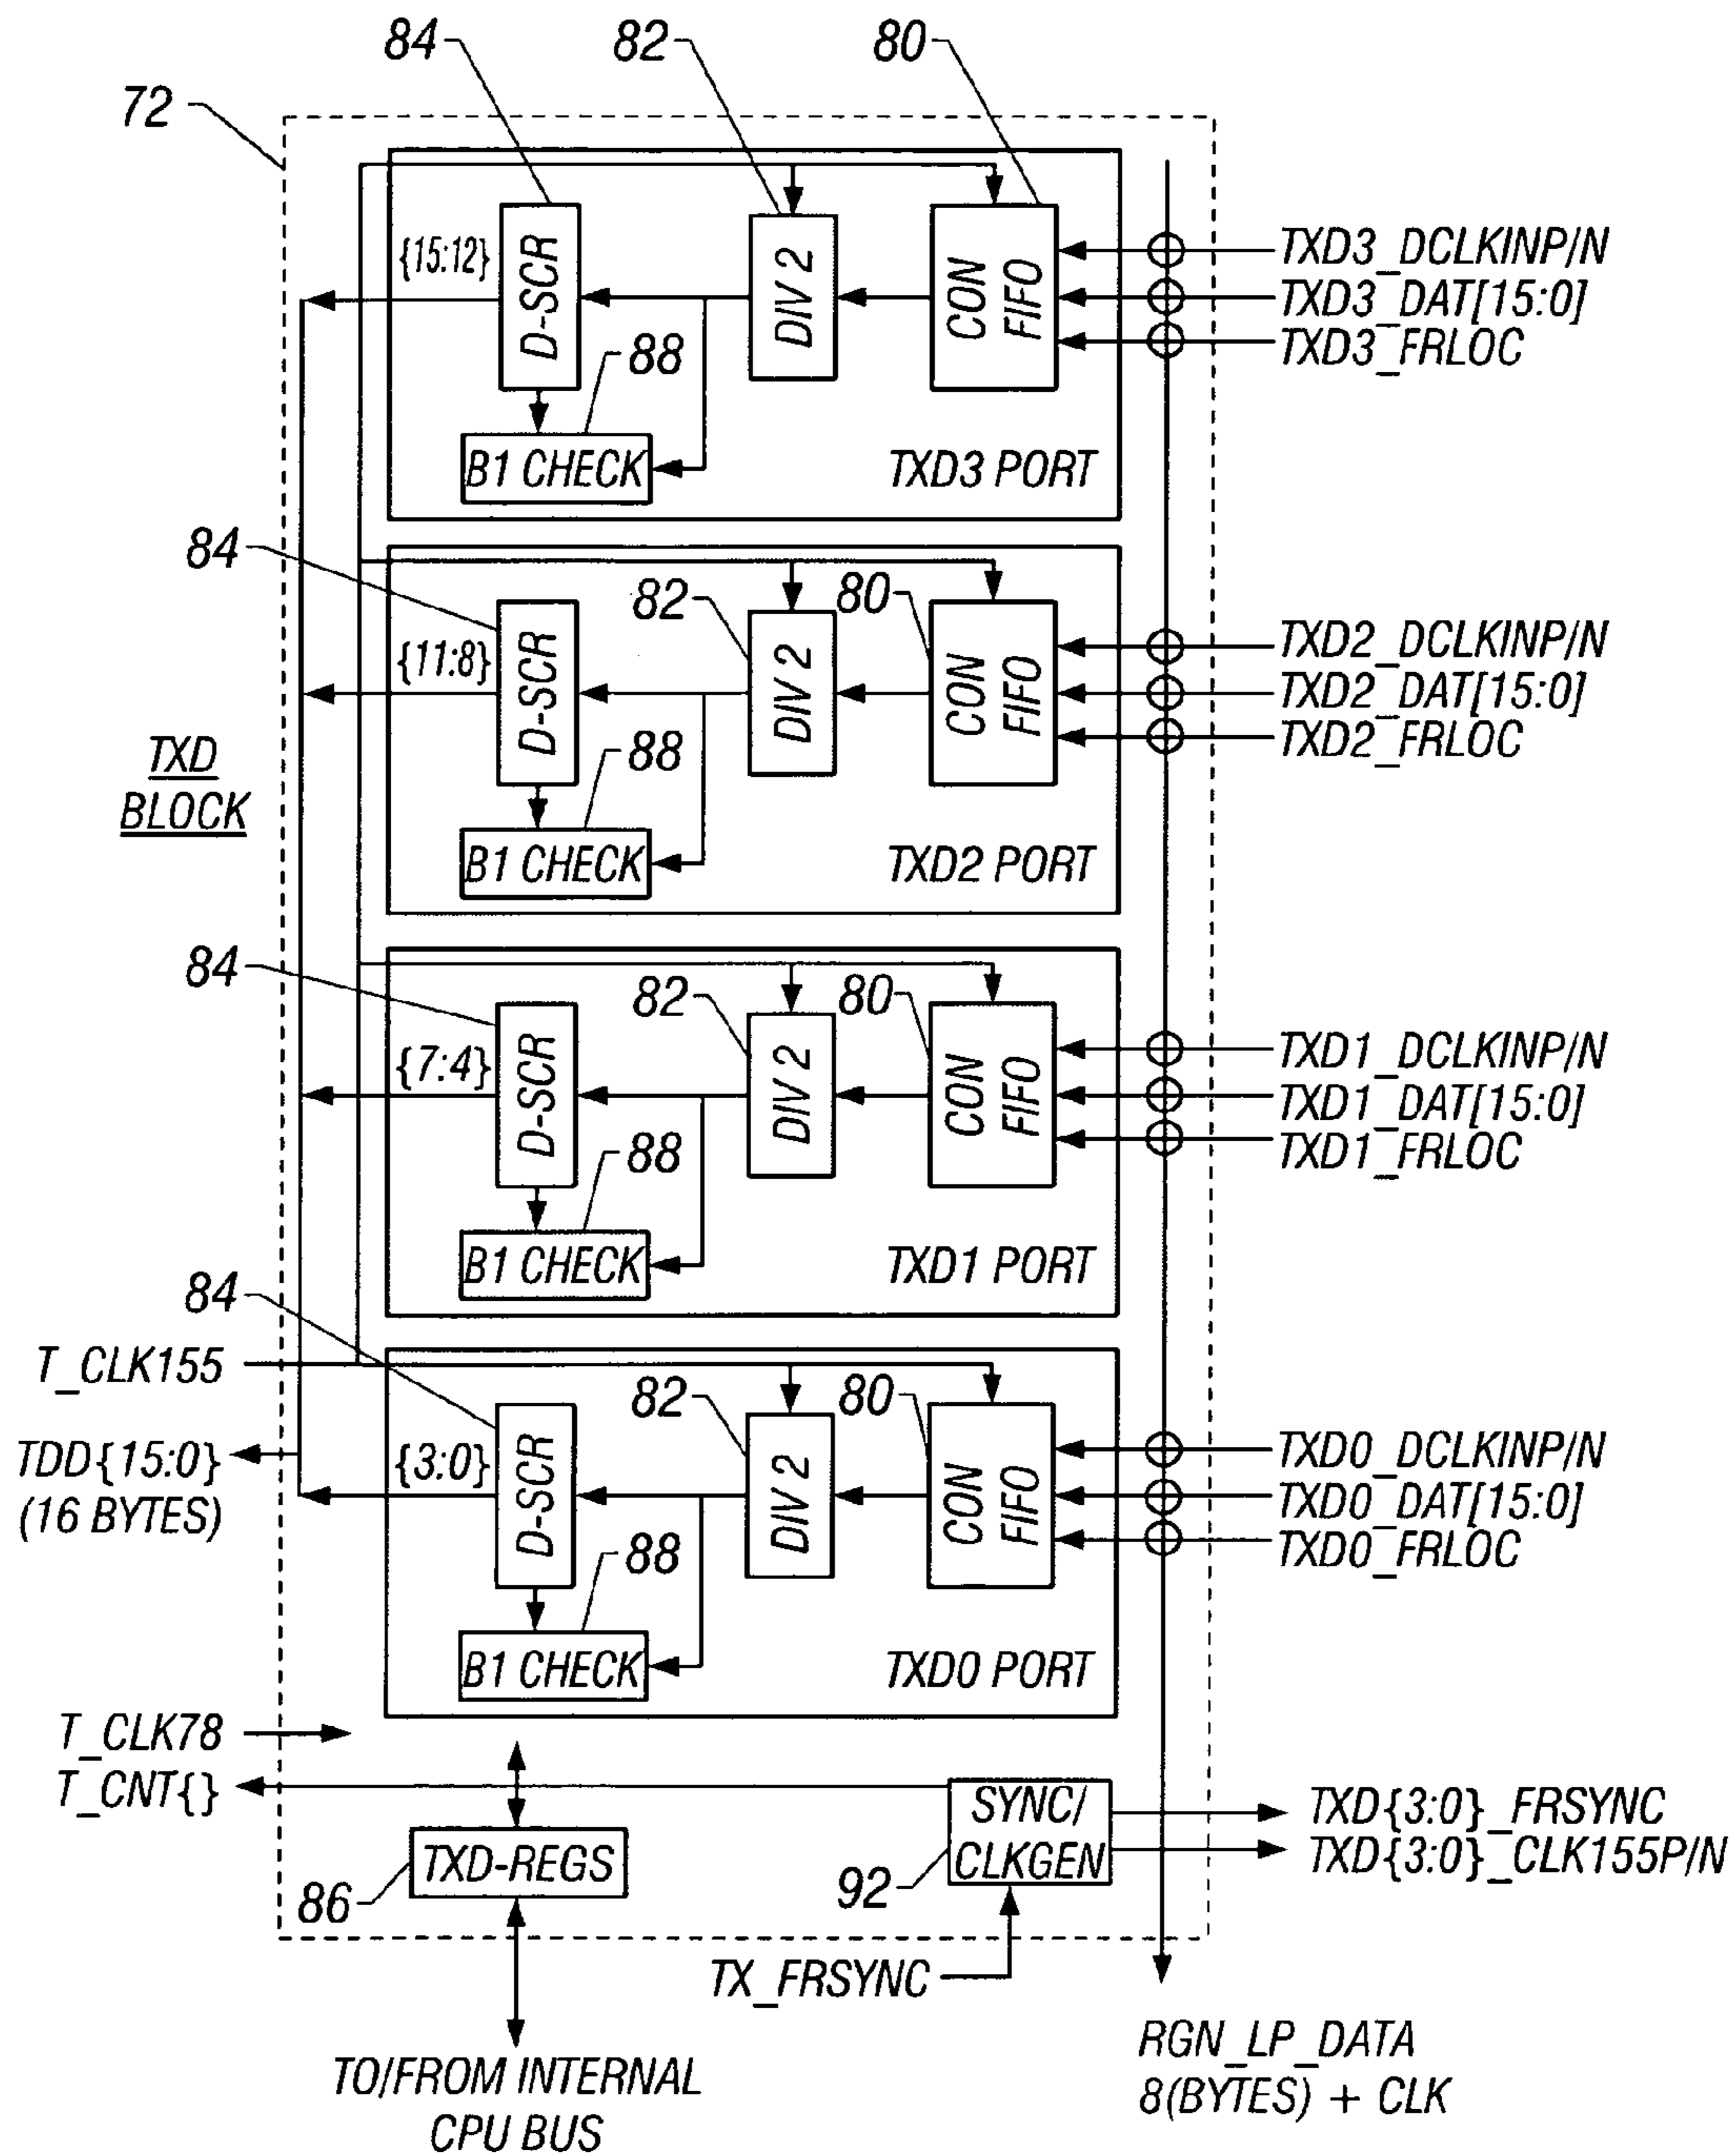 84
82
80
72
{15:12}
D-SCR
DIV 2
CON
FIFO
TXD3_DCLKINP/N
TXD3_DAT[15:0]
TXD3_FRLOC
88
B1 CHECK
TXD3 PORT
84
82
80
{11:8}
D-SCR
DIV 2
CON
FIFO
TXD2_DCLKINP/N
TXD2_DAT[15:0]
TXD2_FRLOC
88
TXD
BLOCK
B1 CHECK
TXD2 PORT
84
82
80
{7:4}
D-SCR
DIV 2
CON
FIFO
TXD1_DCLKINP/N
TXD1_DAT[15:0]
TXD1_FRLOC
88
B1 CHECK
TXD1 PORT
84
T_CLK155
82
80
TDD{15:0}
(16 BYTES)
{3:0}
D-SCR
DIV 2
CON
FIFO
TXD0_DCLKINP/N
TXD0_DAT[15:0]
TXD0_FRLOC
88
B1 CHECK
TXD0 PORT
T_CLK78
T_CNT{}
SYNC/
CLKGEN
TXD{3:0}_FRSYNC
TXD{3:0}_CLK155P/N
TXD-REGS
86
92
TX_FRSYNC
TO/FROM INTERNAL
CPU BUS
RGN_LP_DATA
8(BYTES) + CLK